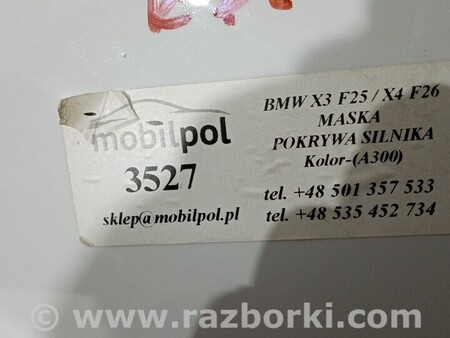 mobilpol
3527
sklep@mobilpol.pl
BMW X3 F25 / X4 F26
MASKA
POKRYWA SILNIKA
Kolor-(A300)
tel. +48 501 357 533
tel. +48 535 452 734
© www.razborki.com